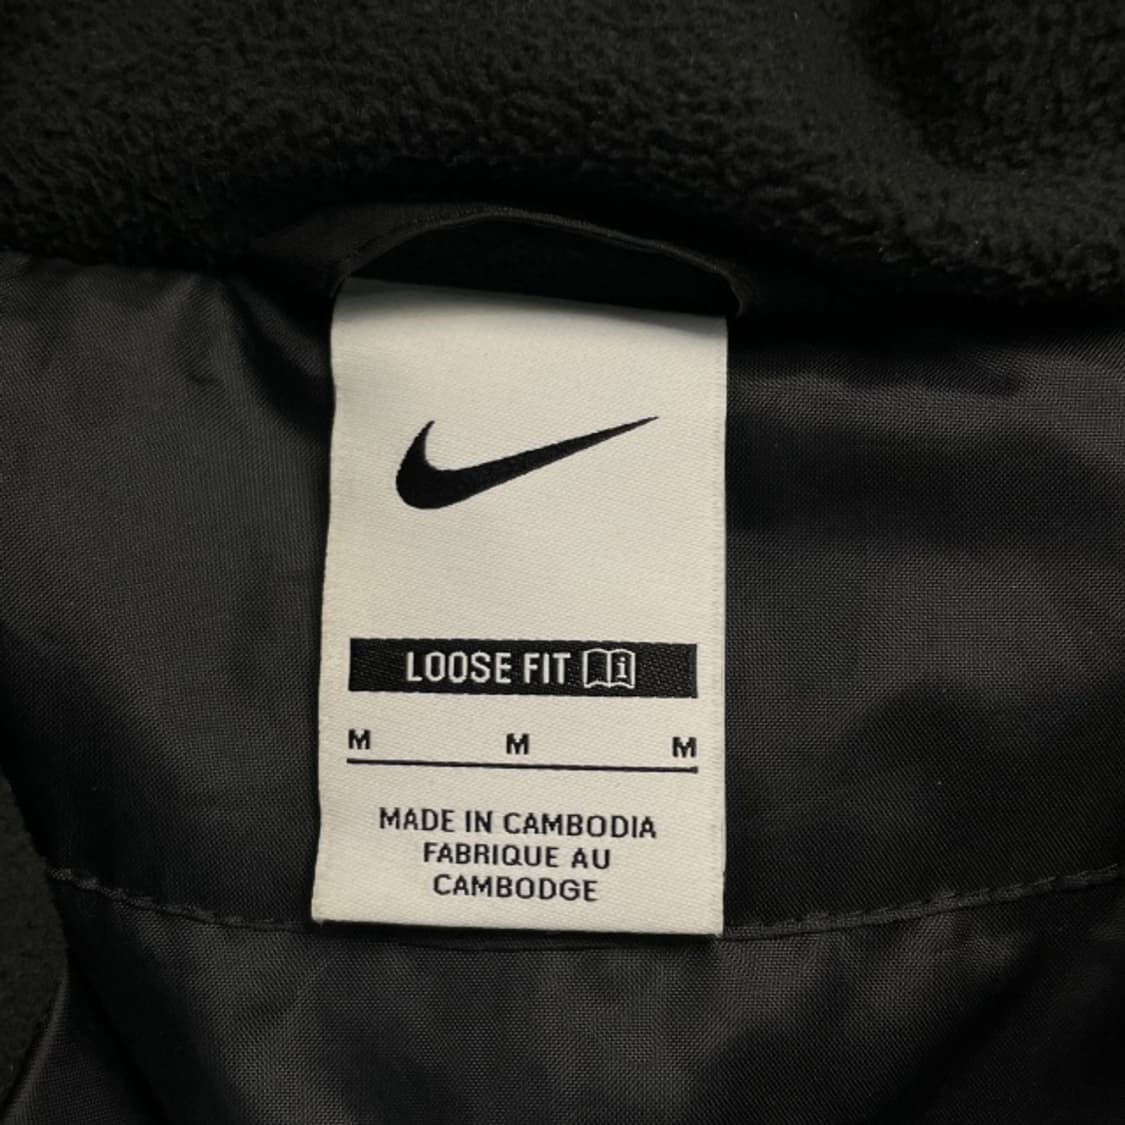 LOOSE FIT i
M M M
MADE IN CAMBODIA
FABRIQUE AU
CAMBODGE